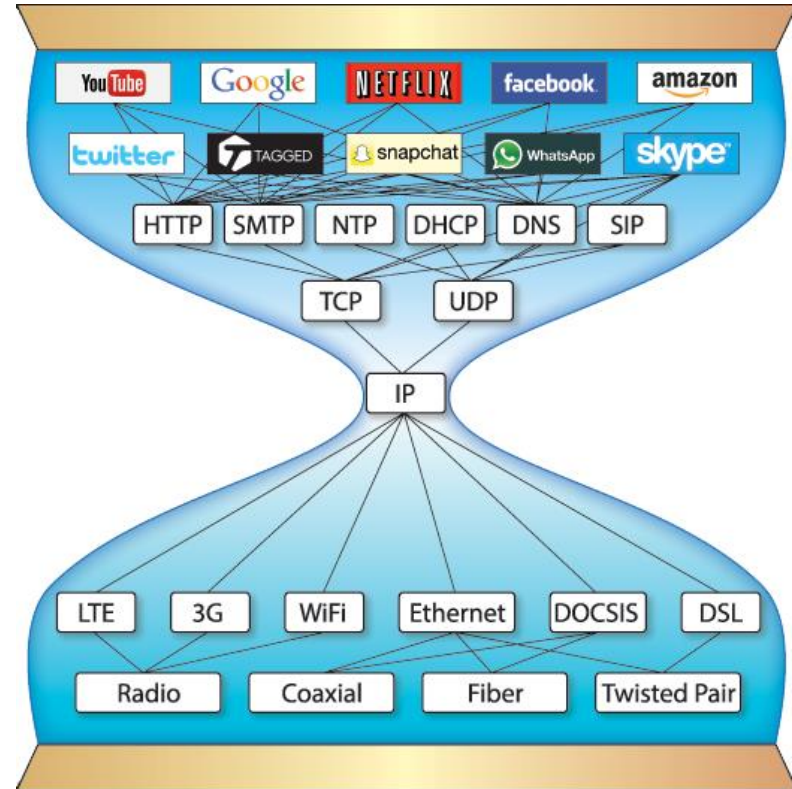 YouTube Google NETFLIX facebook amazon
twitter TAGGED snapchat WhatsApp skype
HTTP SMTP NTP DHCP DNS SIP
TCP UDP
IP
LTE 3G WiFi Ethernet DOCSIS DSL
Radio Coaxial Fiber Twisted Pair